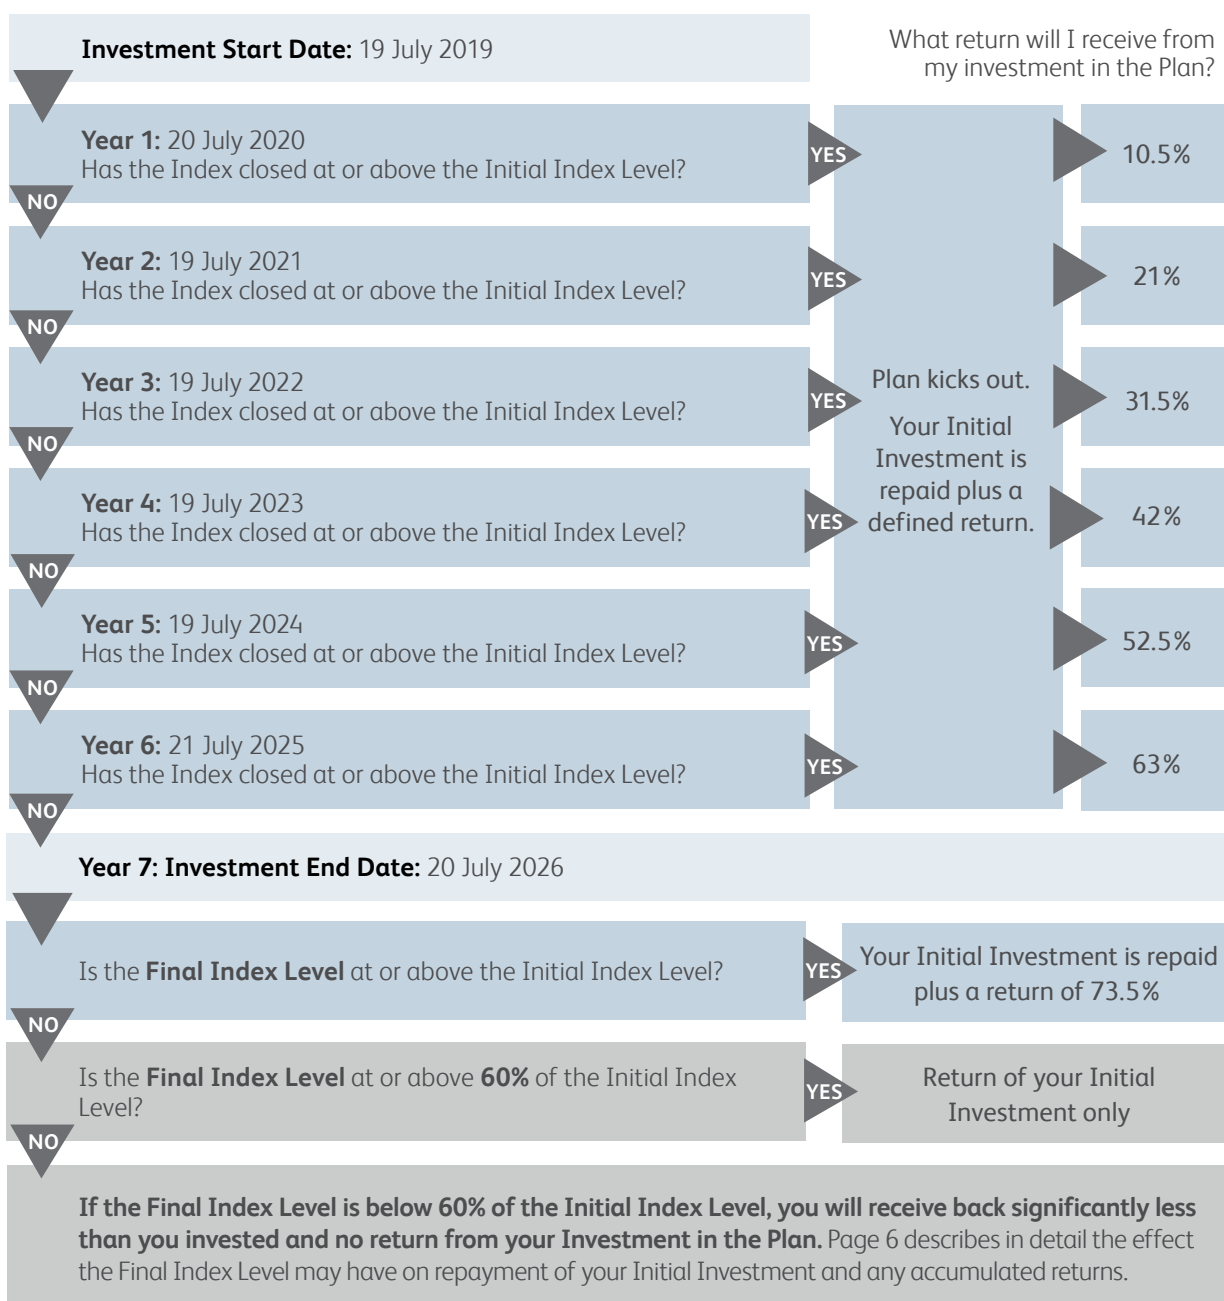 Investment Start Date: 19 July 2019
What return will I receive from
my investment in the Plan?
Year 1: 20 July 2020
Has the Index closed at or above the Initial Index Level?
YES
10.5%
NO
Year 2: 19 July 2021
Has the Index closed at or above the Initial Index Level?
YES
21%
NO
Year 3: 19 July 2022
Has the Index closed at or above the Initial Index Level?
YES
Plan kicks out.
Your Initial
Investment is
repaid plus a
defined return.
31.5%
NO
Year 4: 19 July 2023
Has the Index closed at or above the Initial Index Level?
YES
42%
NO
Year 5: 19 July 2024
Has the Index closed at or above the Initial Index Level?
YES
52.5%
NO
Year 6: 21 July 2025
Has the Index closed at or above the Initial Index Level?
YES
63%
NO
Year 7: Investment End Date: 20 July 2026
Is the Final Index Level at or above the Initial Index Level?
YES
Your Initial Investment is repaid
plus a return of 73.5%
NO
Is the Final Index Level at or above 60% of the Initial Index
Level?
YES
Return of your Initial
Investment only
NO
If the Final Index Level is below 60% of the Initial Index Level, you will receive back significantly less
than you invested and no return from your Investment in the Plan. Page 6 describes in detail the effect
the Final Index Level may have on repayment of your Initial Investment and any accumulated returns.